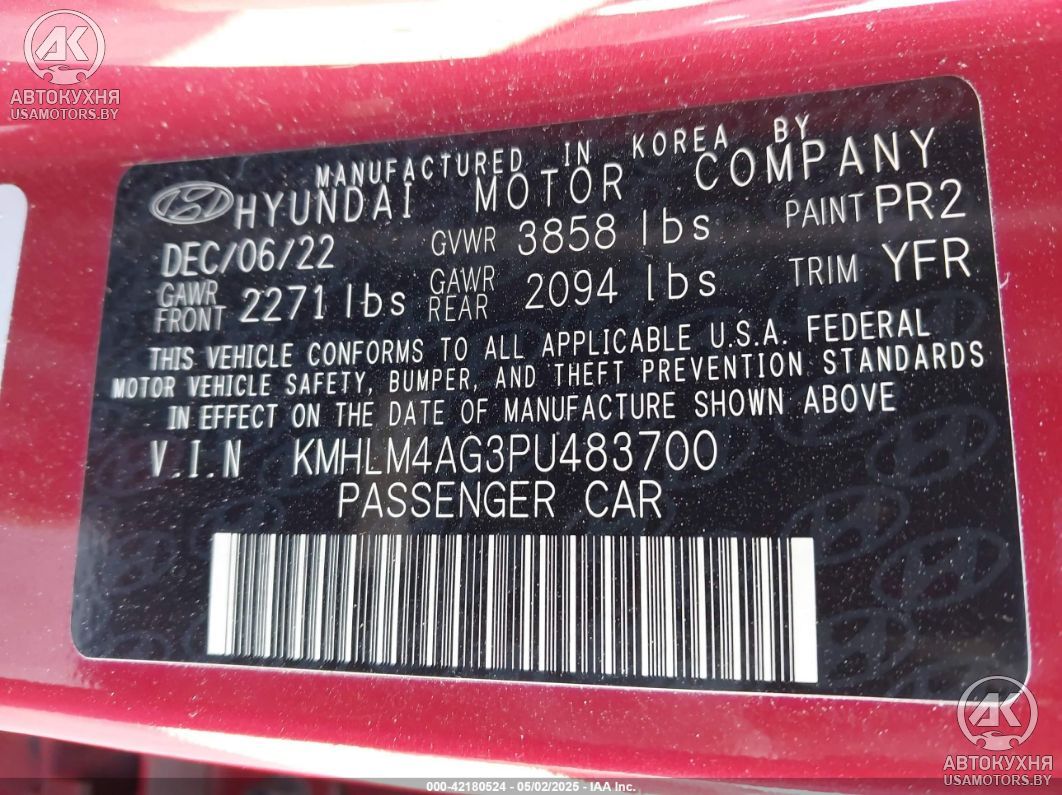 АВТОКУХНЯ
USAMOTORS.BY
MANUFACTURED IN KOREA BY
HYUNDAI MOTOR COMPANY
DEC/06/22 GVWR 3858 lbs PAINT PR2
GAWR FRONT 2271 lbs GAWR REAR 2094 lbs TRIM YFR
THIS VEHICLE CONFORMS TO ALL APPLICABLE U.S.A. FEDERAL
MOTOR VEHICLE SAFETY, BUMPER, AND THEFT PREVENTION STANDARDS
IN EFFECT ON THE DATE OF MANUFACTURE SHOWN ABOVE
V.I.N KMHLM4AG3PU483700
PASSENGER CAR
АВТОКУХНЯ
USAMOTORS.BY
000-42180524 - 05/02/2025 - IAA Inc.